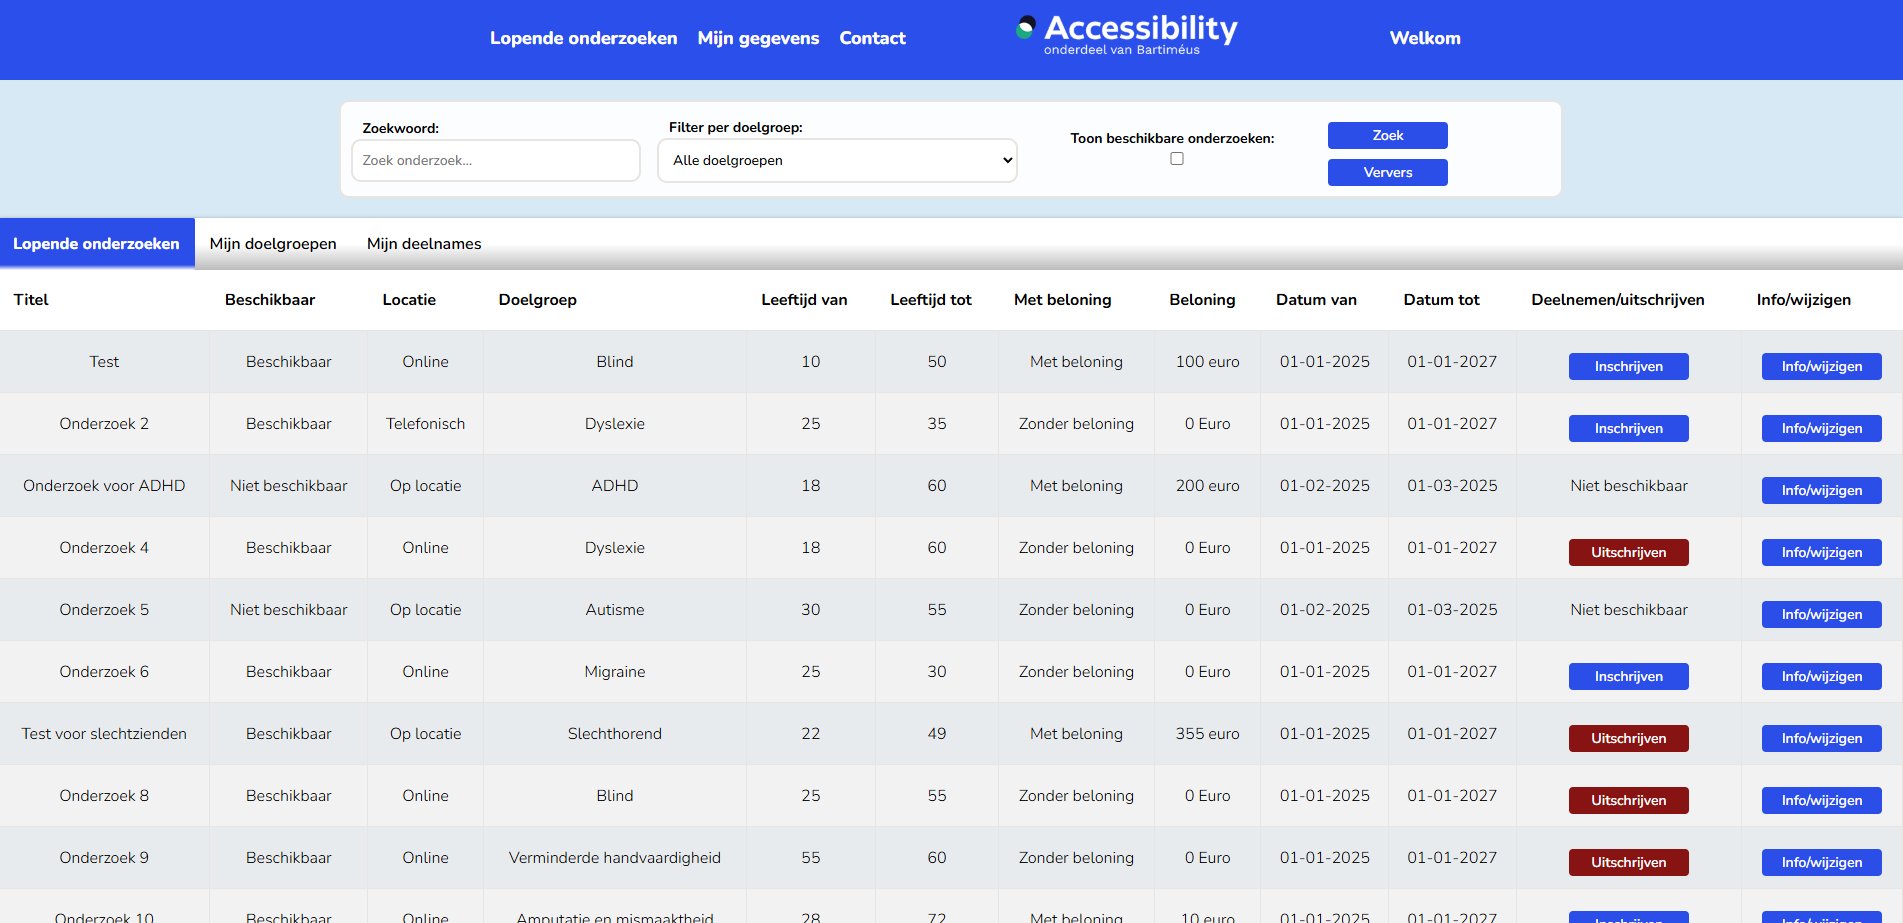 Lopende onderzoeken Mijn gegevens Contact Accessibility Welkom
onderdeel van Bartiméus
Zoekwoord: Filter per doelgroep: Toon beschikbare onderzoeken: Zoek
Zoek onderzoek... Alle doelgroepen Ververs
Lopende onderzoeken Mijn doelgroepen Mijn deelnames
Titel Beschikbaar Locatie Doelgroep Leeftijd van Leeftijd tot Met beloning Beloning Datum van Datum tot Deelnemen/uitschrijven Info/wijzigen
Test Beschikbaar Online Blind 10 50 Met beloning 100 euro 01-01-2025 01-01-2027 Inschrijven Info/wijzigen
Onderzoek 2 Beschikbaar Telefonisch Dyslexie 25 35 Zonder beloning 0 Euro 01-01-2025 01-01-2027 Inschrijven Info/wijzigen
Onderzoek voor ADHD Niet beschikbaar Op locatie ADHD 18 60 Met beloning 200 euro 01-02-2025 01-03-2025 Niet beschikbaar Info/wijzigen
Onderzoek 4 Beschikbaar Online Dyslexie 18 60 Zonder beloning 0 Euro 01-01-2025 01-01-2027 Uitschrijven Info/wijzigen
Onderzoek 5 Niet beschikbaar Op locatie Autisme 30 55 Zonder beloning 0 Euro 01-02-2025 01-03-2025 Niet beschikbaar Info/wijzigen
Onderzoek 6 Beschikbaar Online Migraine 25 30 Zonder beloning 0 Euro 01-01-2025 01-01-2027 Inschrijven Info/wijzigen
Test voor slechtzienden Beschikbaar Op locatie Slechthorend 22 49 Met beloning 355 euro 01-01-2025 01-01-2027 Uitschrijven Info/wijzigen
Onderzoek 8 Beschikbaar Online Blind 25 55 Zonder beloning 0 Euro 01-01-2025 01-01-2027 Uitschrijven Info/wijzigen
Onderzoek 9 Beschikbaar Online Verminderde handvaardigheid 55 60 Zonder beloning 0 Euro 01-01-2025 01-01-2027 Uitschrijven Info/wijzigen
Onderzoek 10 Beschikbaar Online Amputatie en mismaaktheid 28 72 Met beloning 10 euro 01-01-2025 01-01-2027 Inschrijven Info/wijzigen